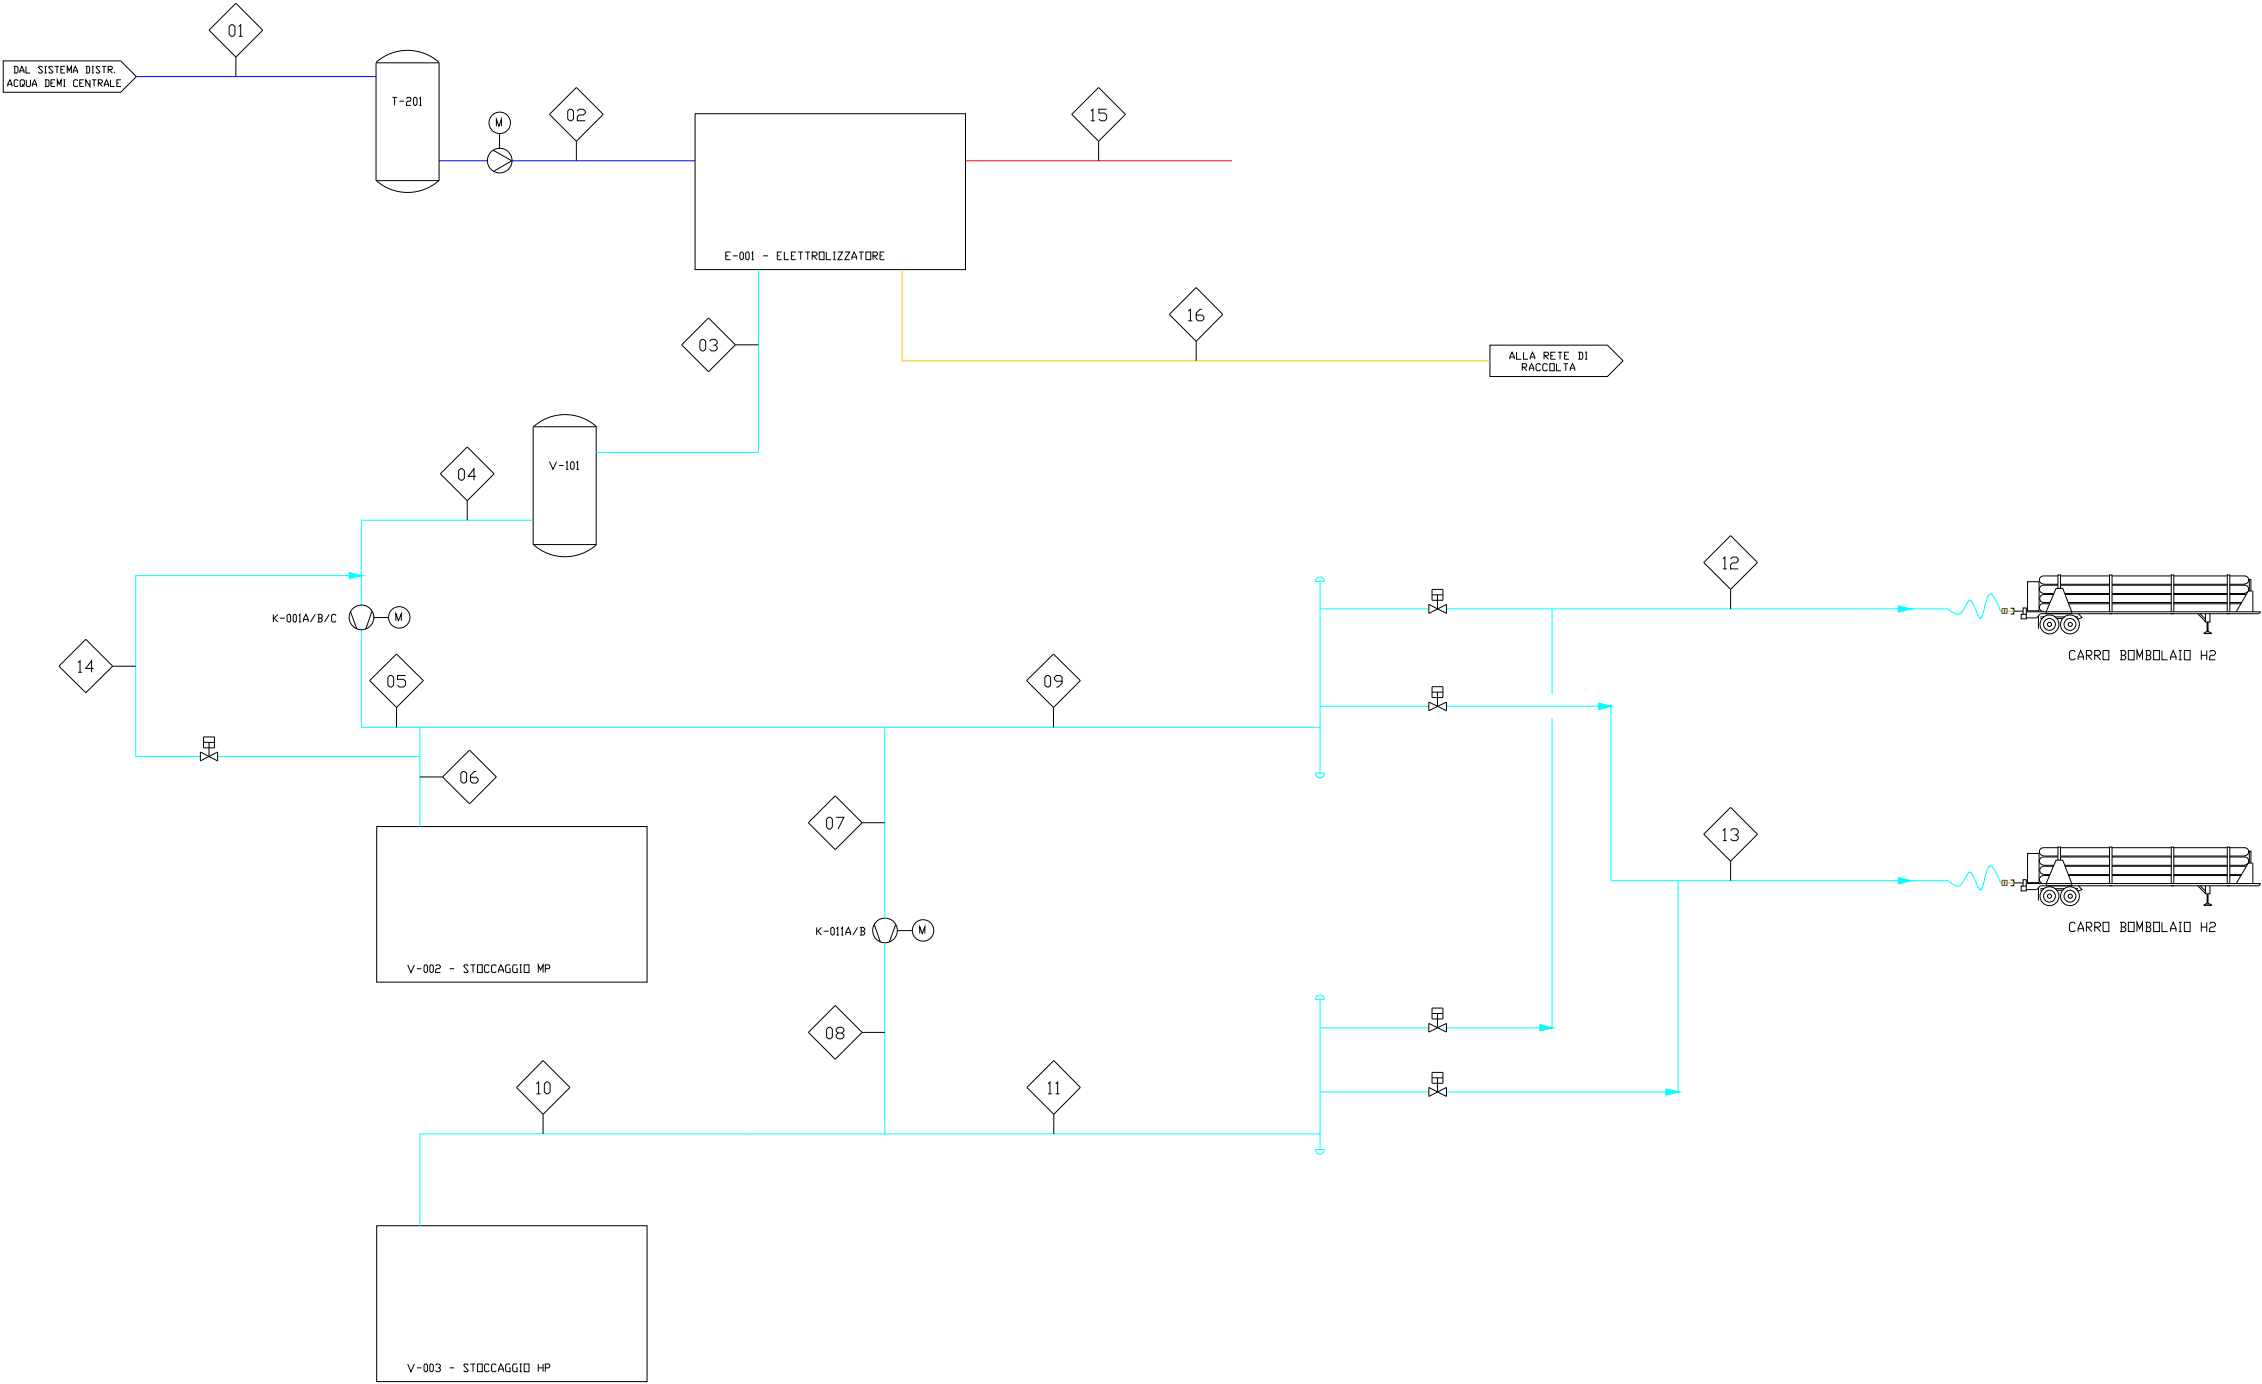 01
DAL SISTEMA DISTR.
ACQUA DEMI CENTRALE
T-201
M
02
15
E-001 - ELETTROLIZZATORE
03
16
ALLA RETE DI
RACCOLTA
V-101
04
12
K-001A/B/C
M
CARRO BOMBOLAIO H2
14
05
09
06
07
13
K-011A/B
M
CARRO BOMBOLAIO H2
V-002 - STOCCAGGIO MP
08
10
11
V-003 - STOCCAGGIO HP